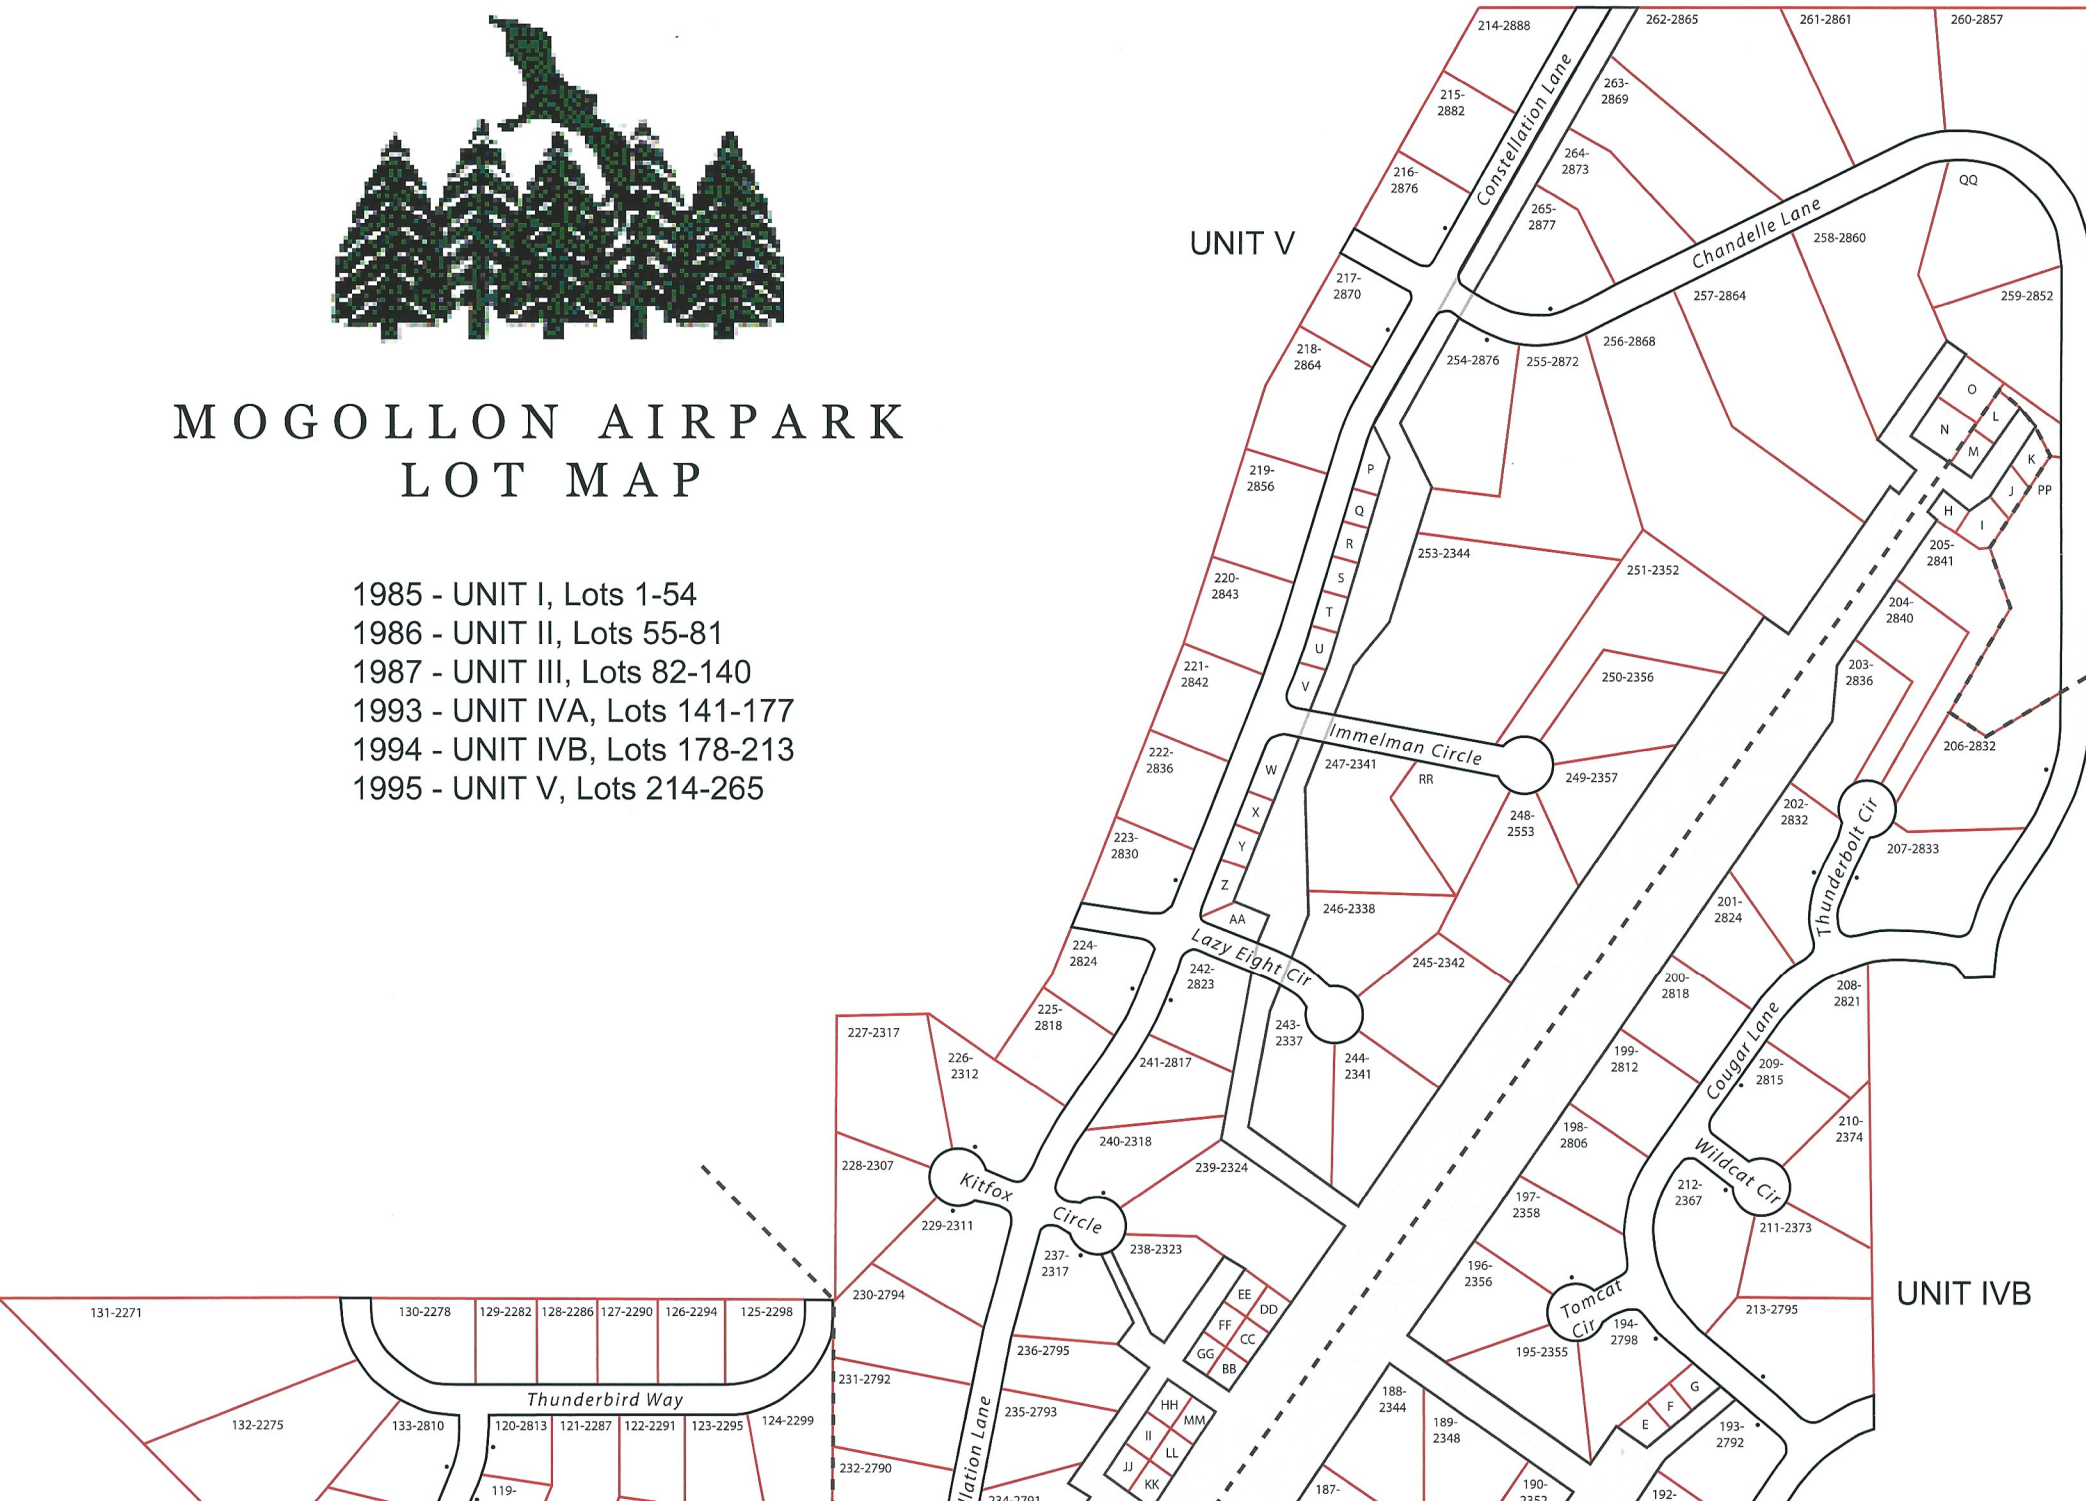 MOGOLLON AIRPARK
LOT MAP
1985 - UNIT I, Lots 1-54
1986 - UNIT II, Lots 55-81
1987 - UNIT III, Lots 82-140
1993 - UNIT IVA, Lots 141-177
1994 - UNIT IVB, Lots 178-213
1995 - UNIT V, Lots 214-265
UNIT V
UNIT IVB
214-2888
215-
2882
216-
2876
217-
2870
218-
2864
219-
2856
220-
2843
221-
2842
222-
2836
223-
2830
224-
2824
225-
2818
226-
2312
227-2317
228-2307
229-2311
230-2794
231-2792
232-2790
Constellation Lane
262-2865
261-2861
260-2857
263-
2869
264-
2873
265-
2877
Chandelle Lane
258-2860
257-2864
256-2868
255-2872
254-2876
QQ
259-2852
O
L
N
M
K
J
PP
H
I
P
Q
R
S
T
U
V
253-2344
251-2352
250-2356
Immelman Circle
247-2341
RR
249-2357
248-
2553
W
X
Y
Z
AA
246-2338
Lazy Eight Cir
245-2342
242-
2823
243-
2337
244-
2341
241-2817
240-2318
239-2324
Kitfox
Circle
238-2323
237-
2317
236-2795
235-2793
234-2791
llation Lane
EE
DD
FF
CC
GG
BB
HH
MM
II
LL
JJ
KK
205-
2841
204-
2840
203-
2836
206-2832
202-
2832
207-2833
Thunderbolt Cir
201-
2824
200-
2818
208-
2821
199-
2812
Cougar Lane
209-
2815
198-
2806
210-
2374
Wildcat Cir
212-
2367
211-2373
197-
2358
196-
2356
Tomcat
Cir
194-
2798
213-2795
195-2355
G
F
E
193-
2792
188-
2344
189-
2348
190-
2352
187-
192-
131-2271
130-2278
129-2282
128-2286
127-2290
126-2294
125-2298
Thunderbird Way
132-2275
133-2810
120-2813
121-2287
122-2291
123-2295
124-2299
119-